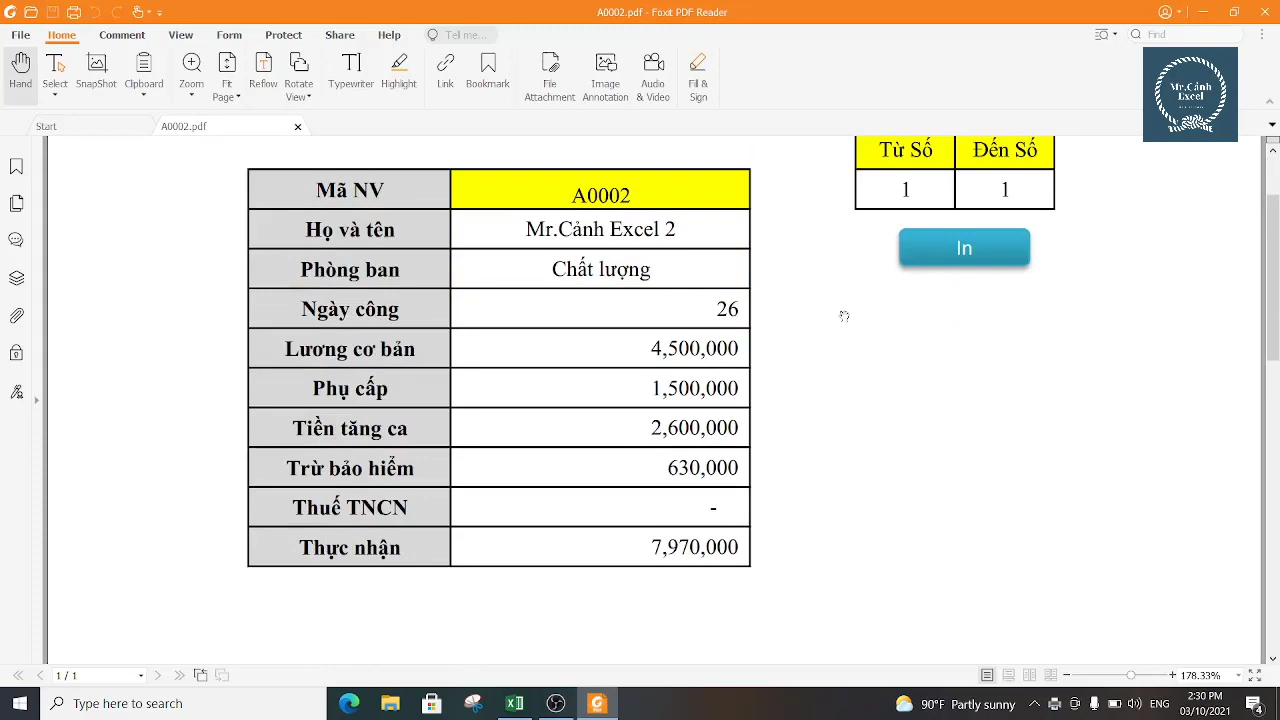 A0002.pdf - Foxit PDF Reader
File Home Comment View Form Protect Share Help Tell me... Find
Hand Select SnapShot Clipboard Zoom Fit Page Reflow Rotate View Typewriter Highlight Link Bookmark File Attachment Image Annotation Audio & Video Fill & Sign
Mr.Cảnh
Excel
Start A0002.pdf
Từ Số Đến Số
1 1
In
Mã NV A0002
Họ và tên Mr.Cảnh Excel 2
Phòng ban Chất lượng
Ngày công 26
Lương cơ bản 4,500,000
Phụ cấp 1,500,000
Tiền tăng ca 2,600,000
Trừ bảo hiểm 630,000
Thuế TNCN -
Thực nhận 7,970,000
1 / 1 178.33%
Type here to search 90°F Partly sunny ENG 2:30 PM
03/10/2021